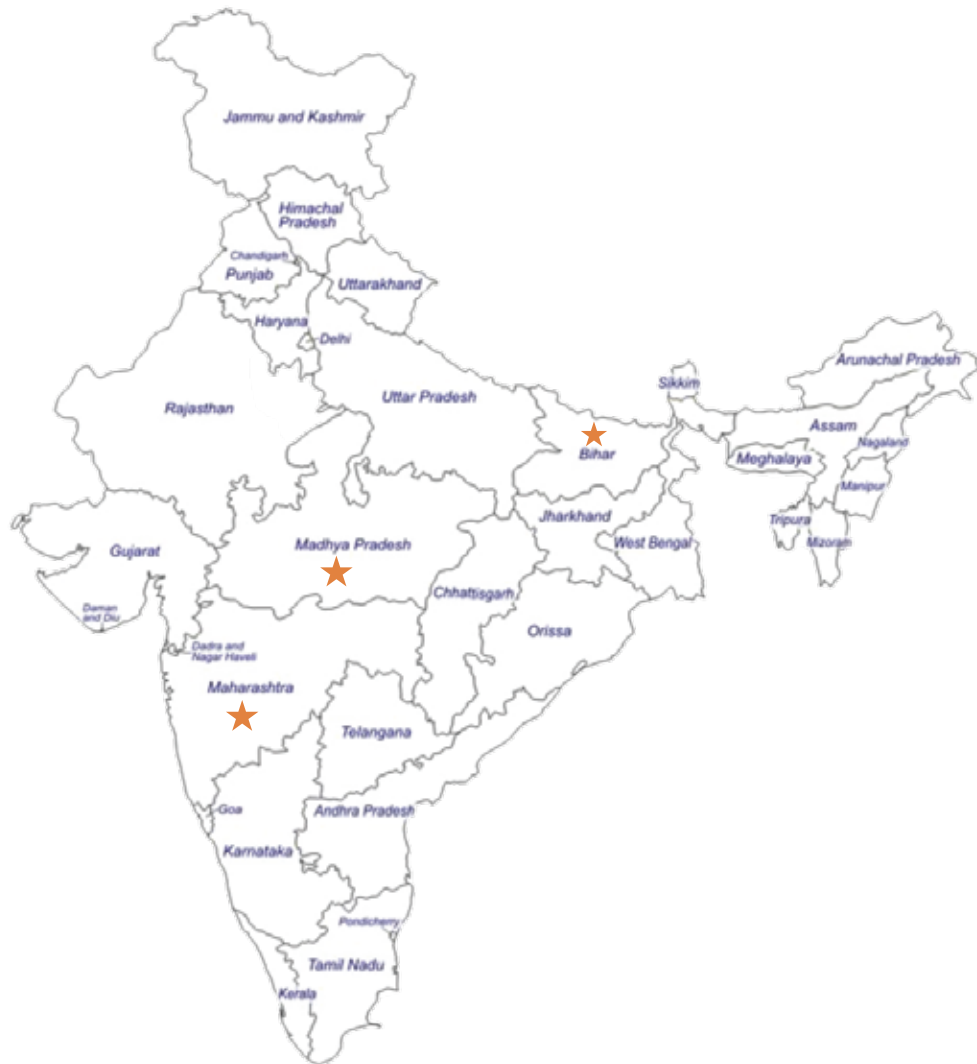 Jammu and Kashmir
Himachal
Pradesh
Chandigarh
Punjab
Uttarakhand
Haryana
Delhi
Rajasthan
Uttar Pradesh
Sikkim
Arunachal Pradesh
Assam
Nagaland
Bihar
Meghalaya
Manipur
Jharkhand
Tripura
West Bengal
Mizoram
Madhya Pradesh
Gujarat
Chhattisgarh
Daman
and Diu
Orissa
Dadra and
Nagar Haveli
Maharashtra
Telangana
Goa
Andhra Pradesh
Karnataka
Pondicherry
Tamil Nadu
Kerala